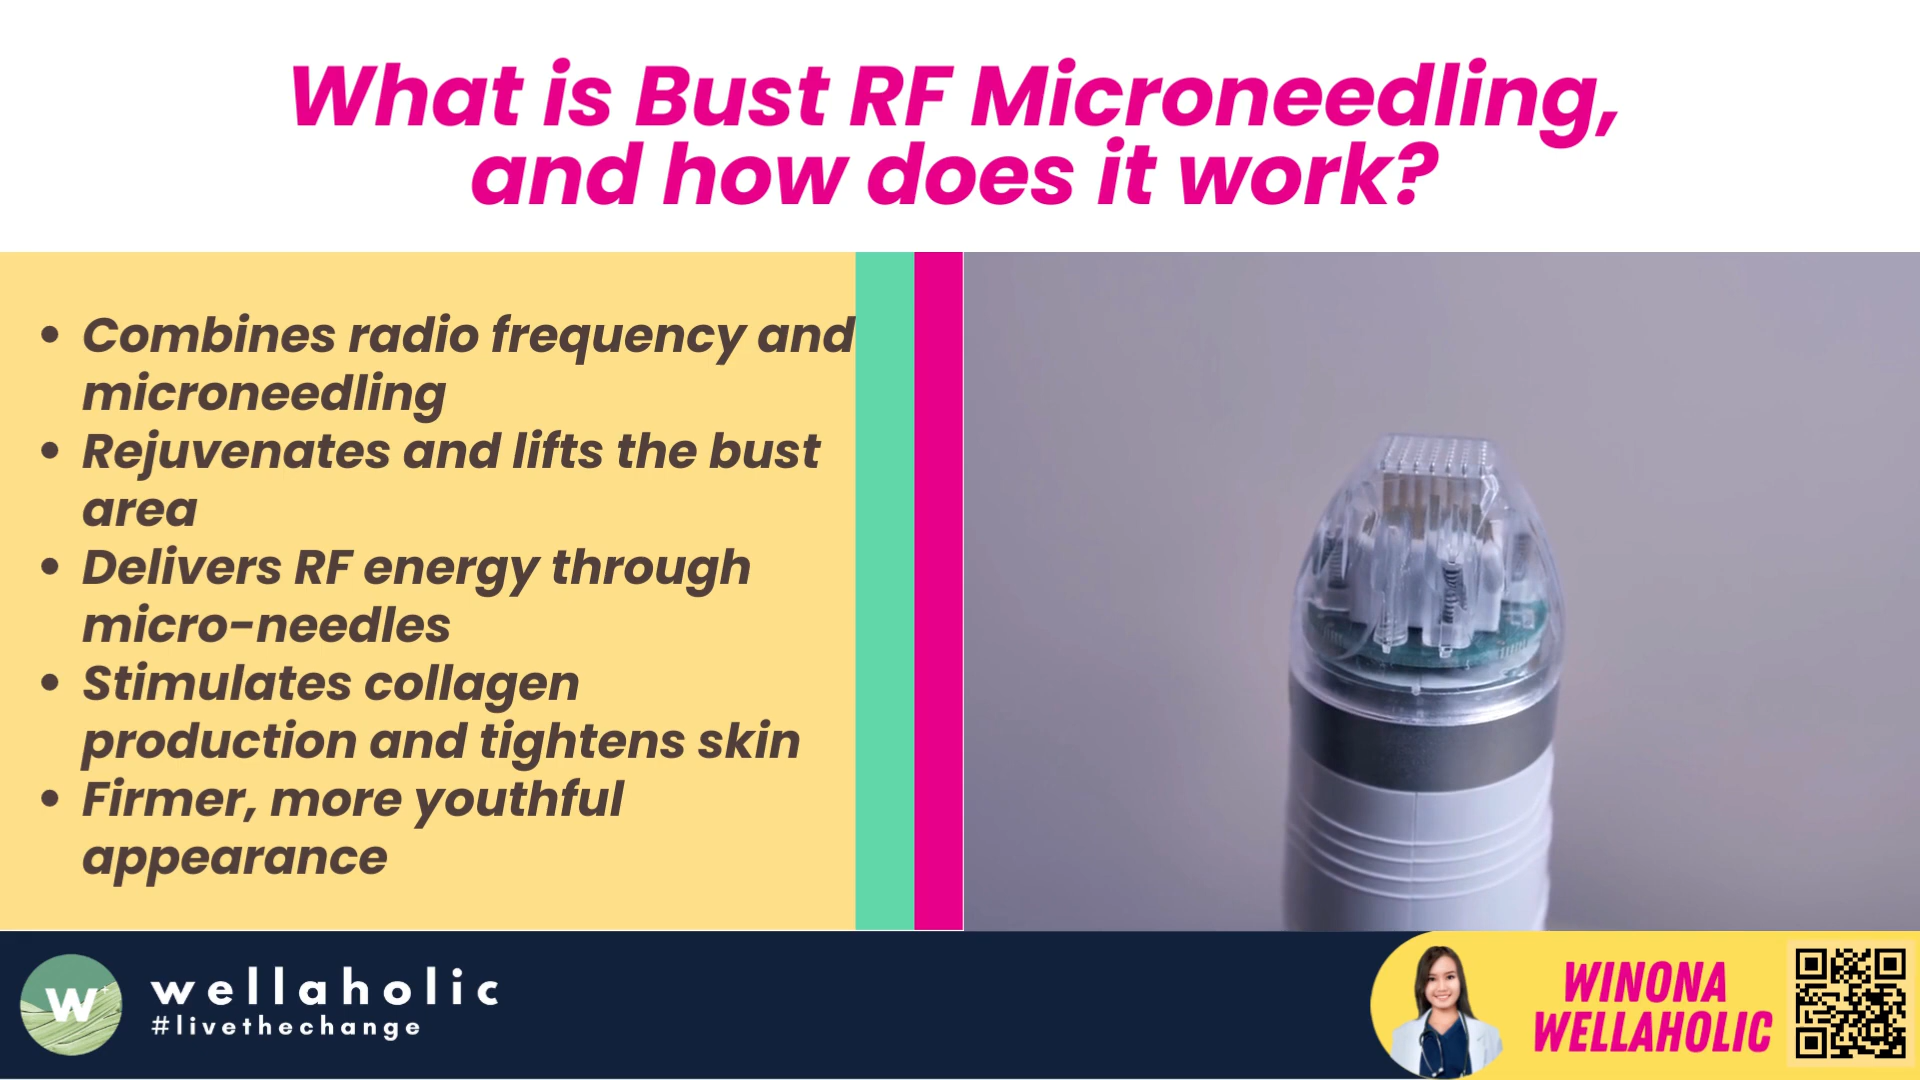 What is Bust RF Microneedling,
and how does it work?
• Combines radio frequency and
microneedling
• Rejuvenates and lifts the bust
area
• Delivers RF energy through
micro-needles
• Stimulates collagen
production and tightens skin
• Firmer, more youthful
appearance
W+
wellaholic
#livethechange
WINONA
WELLAHOLIC